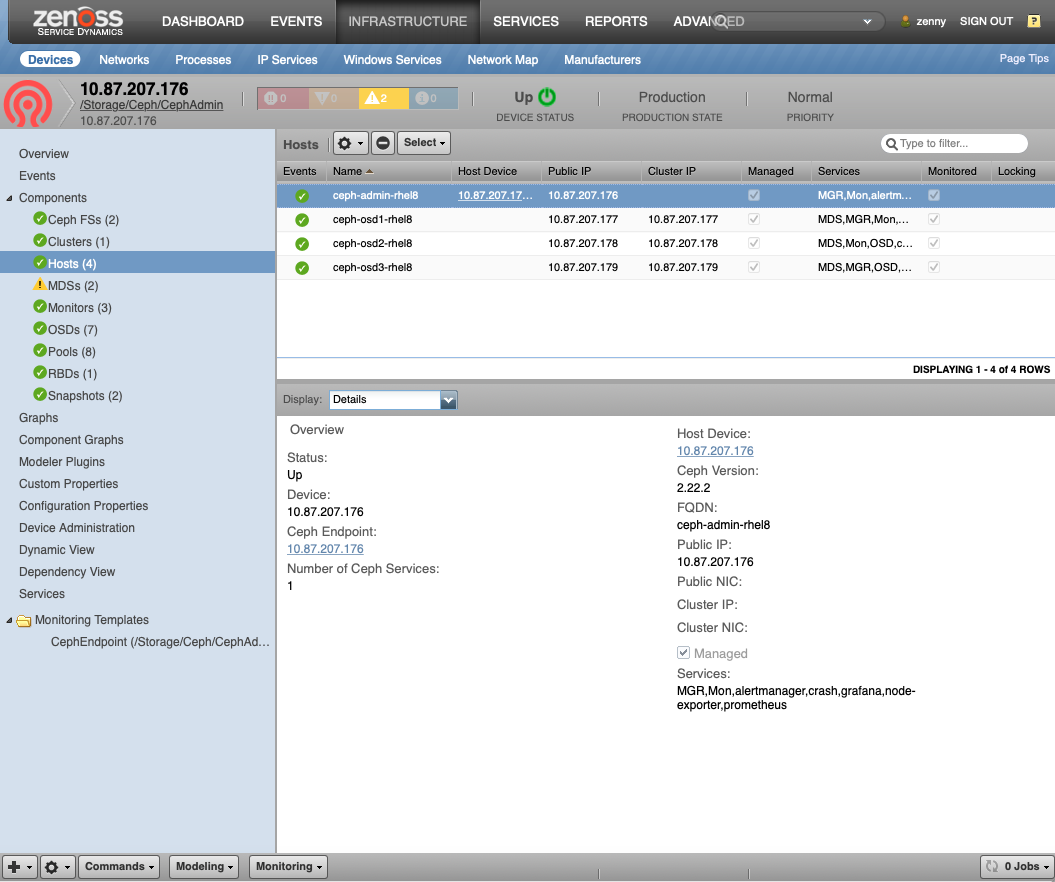 zenoss
SERVICE DYNAMICS
DASHBOARD EVENTS INFRASTRUCTURE SERVICES REPORTS ADVANCED zenny SIGN OUT ?
Devices Networks Processes IP Services Windows Services Network Map Manufacturers Page Tips
10.87.207.176
/Storage/Ceph/CephAdmin
10.87.207.176
0 0 2 0
Up
DEVICE STATUS
Production
PRODUCTION STATE
Normal
PRIORITY
Overview
Events
Components
Ceph FSs (2)
Clusters (1)
Hosts (4)
MDSs (2)
Monitors (3)
OSDs (7)
Pools (8)
RBDs (1)
Snapshots (2)
Graphs
Component Graphs
Modeler Plugins
Custom Properties
Configuration Properties
Device Administration
Dynamic View
Dependency View
Services
Monitoring Templates
CephEndpoint (/Storage/Ceph/CephAd...
Hosts Select Type to filter...
Events Name Host Device Public IP Cluster IP Managed Services Monitored Locking
ceph-admin-rhel8 10.87.207.17... 10.87.207.176 MGR,Mon,alertm...
ceph-osd1-rhel8 10.87.207.177 10.87.207.177 MDS,MGR,Mon,...
ceph-osd2-rhel8 10.87.207.178 10.87.207.178 MDS,Mon,OSD,c...
ceph-osd3-rhel8 10.87.207.179 10.87.207.179 MDS,MGR,OSD,...
DISPLAYING 1 - 4 of 4 ROWS
Display: Details
Overview
Status:
Up
Device:
10.87.207.176
Ceph Endpoint:
10.87.207.176
Number of Ceph Services:
1
Host Device:
10.87.207.176
Ceph Version:
2.22.2
FQDN:
ceph-admin-rhel8
Public IP:
10.87.207.176
Public NIC:
Cluster IP:
Cluster NIC:
Managed
Services:
MGR,Mon,alertmanager,crash,grafana,node-
exporter,prometheus
Commands Modeling Monitoring 0 Jobs